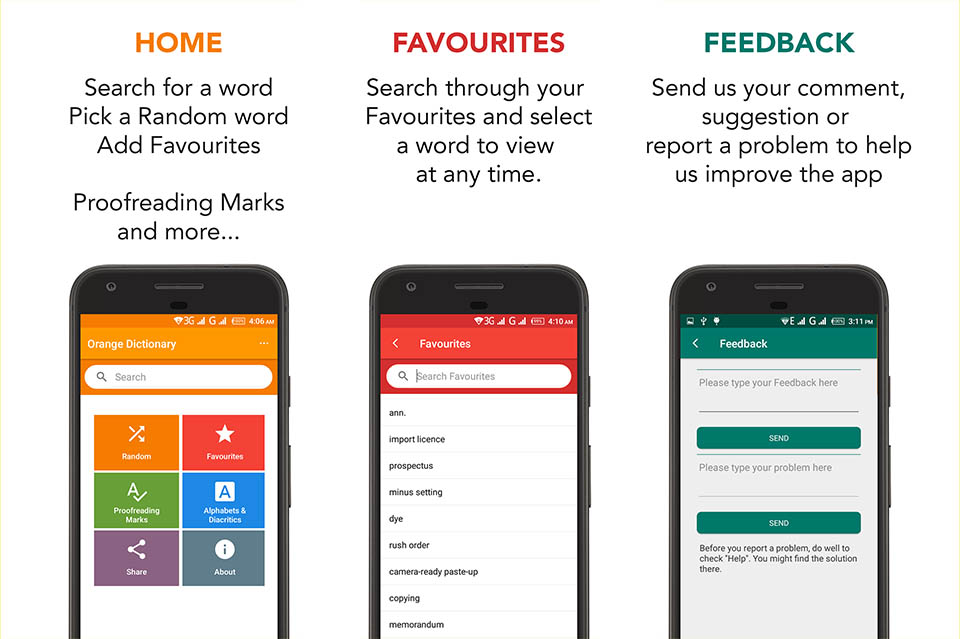 HOME
Search for a word
Pick a Random word
Add Favourites
Proofreading Marks
and more...
FAVOURITES
Search through your
Favourites and select
a word to view
at any time.
FEEDBACK
Send us your comment,
suggestion or
report a problem to help
us improve the app
3G G 4:06 AM
Orange Dictionary
Search
Random
Favourites
Proofreading
Marks
Alphabets &
Diacritics
Share
About
3G G 4:10 AM
Favourites
Search Favourites
ann.
import licence
prospectus
minus setting
dye
rush order
camera-ready paste-up
copying
memorandum
E G 3:11 PM
Feedback
Please type your Feedback here
SEND
Please type your problem here
SEND
Before you report a problem, do well to
check "Help". You might find the solution
there.